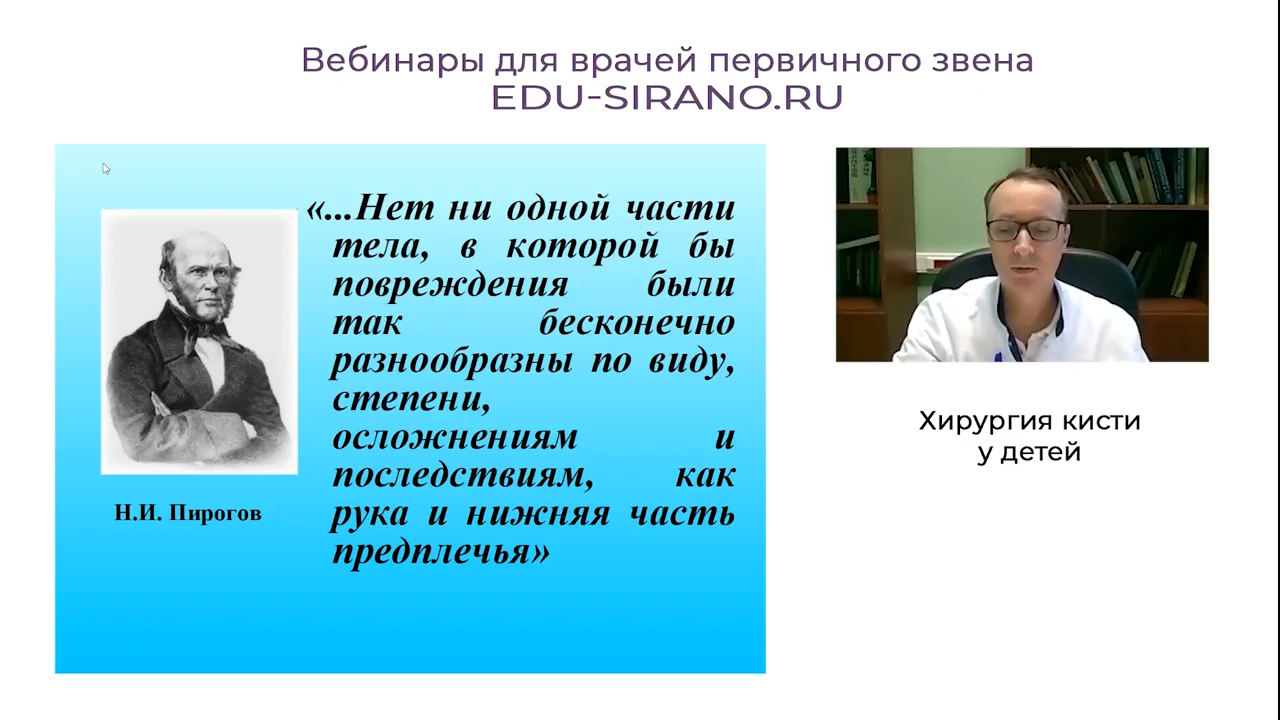 Вебинары для врачей первичного звена
EDU-SIRANO.RU
«...Нет ни одной части
тела, в которой бы
повреждения были
так бесконечно
разнообразны по виду,
степени,
осложнениям и
последствиям, как
рука и нижняя часть
предплечья»
Н.И. Пирогов
Хирургия кисти
у детей